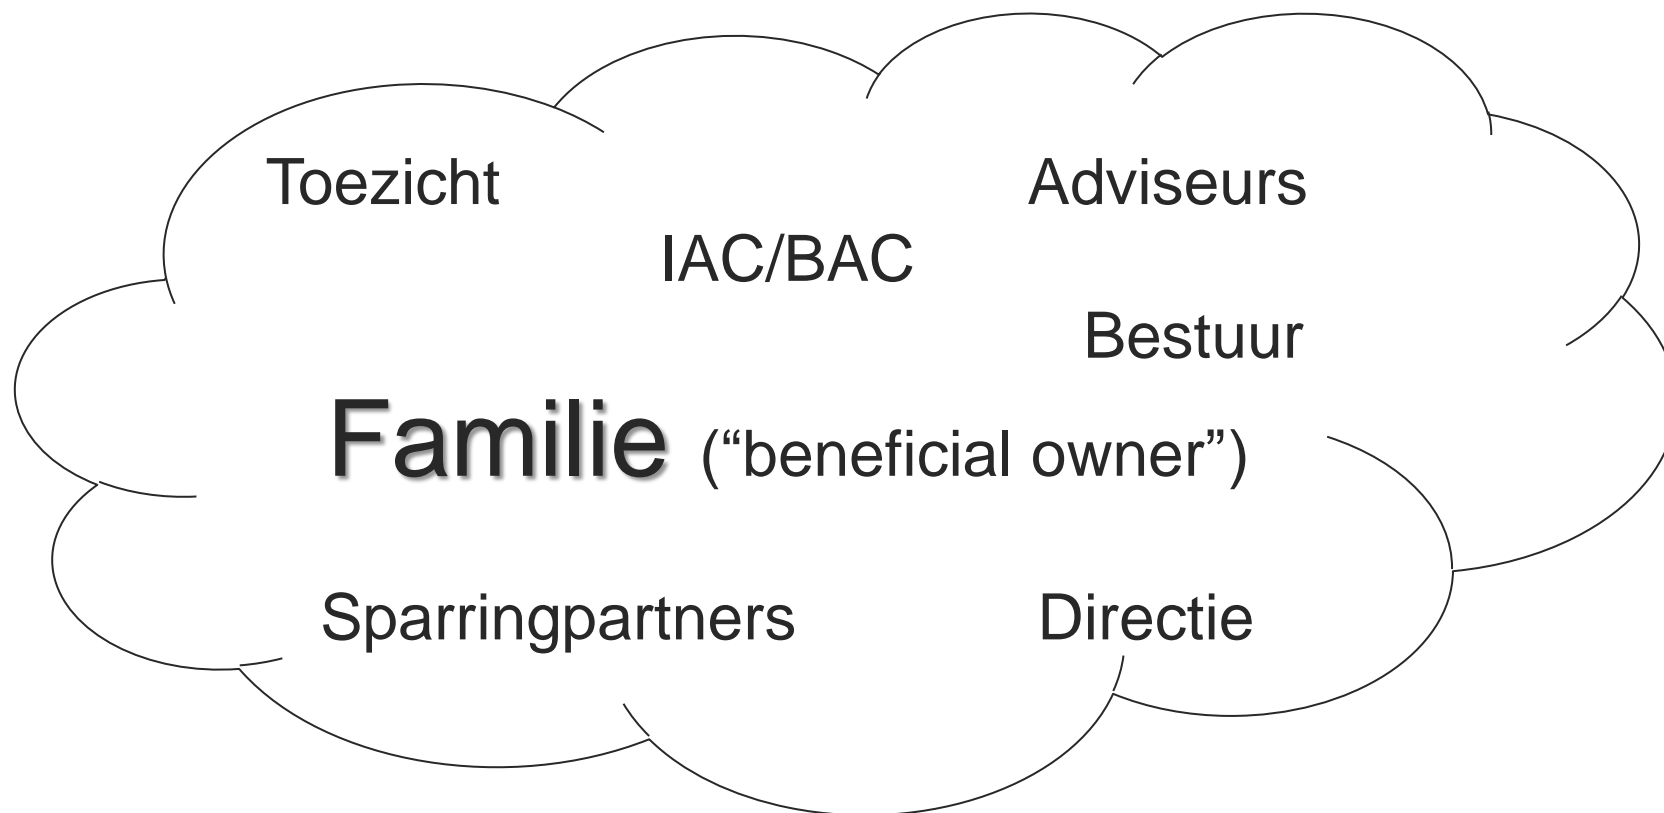 Toezicht
Adviseurs
IAC/BAC
Bestuur
Familie (“beneficial owner”)
Sparringpartners
Directie